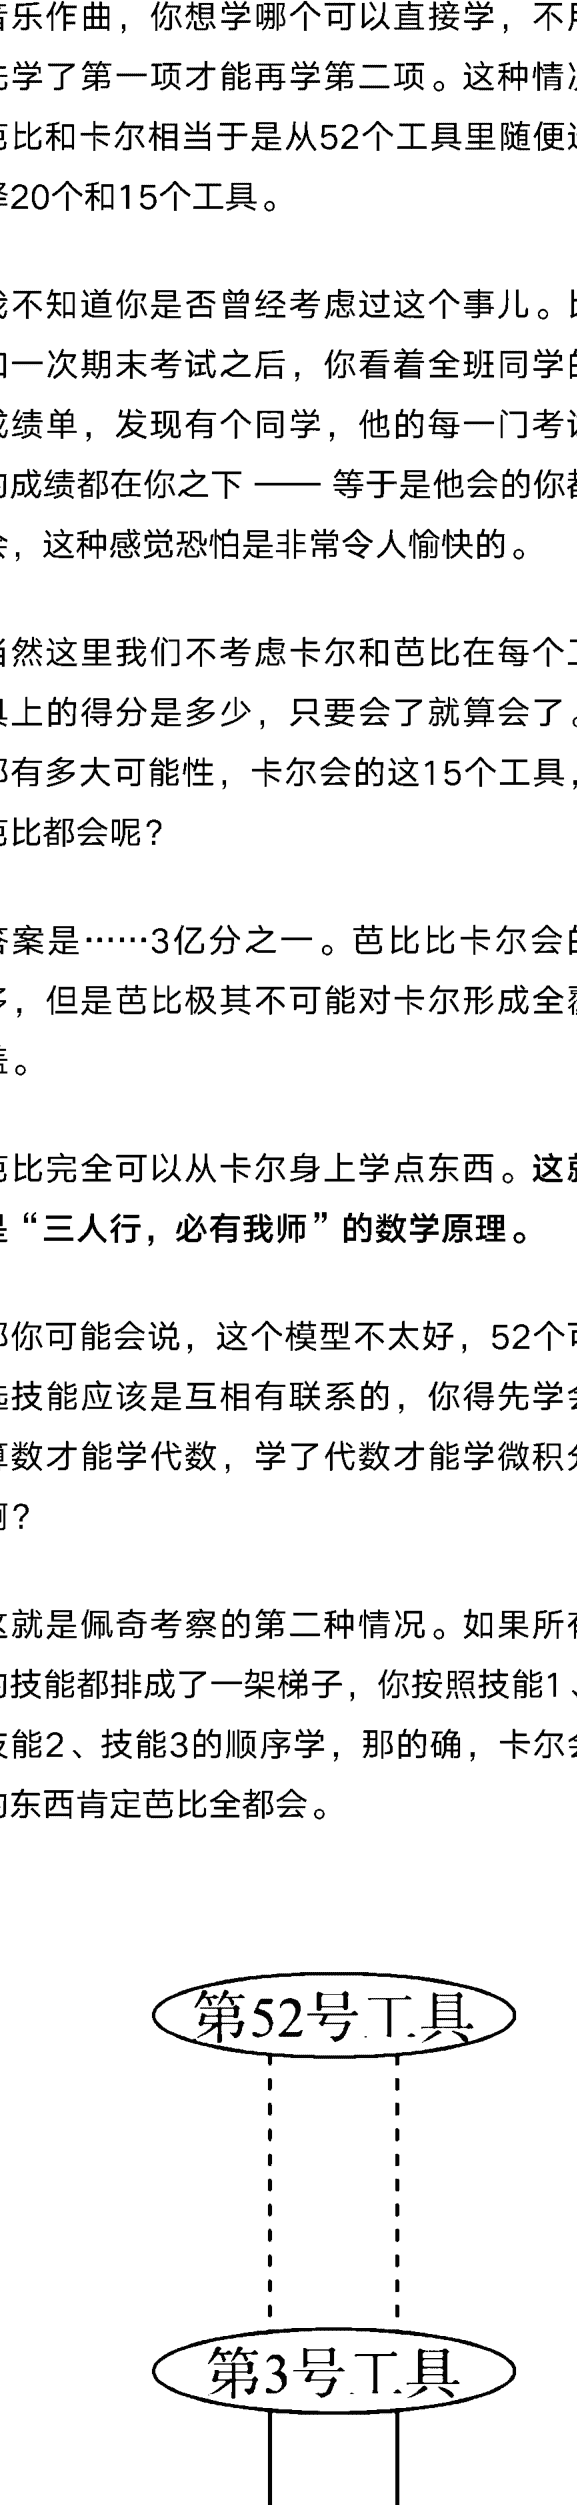 音乐作曲，你想学哪个可以直接学，不用
先学了第一项才能再学第二项。这种情况
芭比和卡尔相当于是从52个工具里随便选
择20个和15个工具。
我不知道你是否曾经考虑过这个事儿。比
如一次期末考试之后，你看着全班同学的
成绩单，发现有个同学，他的每一门考试
的成绩都在你之下 —— 等于是他会的你都
会，这种感觉恐怕是非常令人愉快的。
当然这里我们不考虑卡尔和芭比在每个工
具上的得分是多少，只要会了就算会了。
那有多大可能性，卡尔会的这15个工具，
芭比都会呢？
答案是……3亿分之一。芭比比卡尔会的
多，但是芭比极其不可能对卡尔形成全覆
盖。
芭比完全可以从卡尔身上学点东西。这就
是“三人行，必有我师”的数学原理。
那你可能会说，这个模型不太好，52个可
选技能应该是互相有联系的，你得先学会
算数才能学代数，学了代数才能学微积分
啊？
这就是佩奇考察的第二种情况。如果所有
的技能都排成了一架梯子，你按照技能1、
技能2、技能3的顺序学，那的确，卡尔会
的东西肯定芭比全都会。
第52号工具
第3号工具